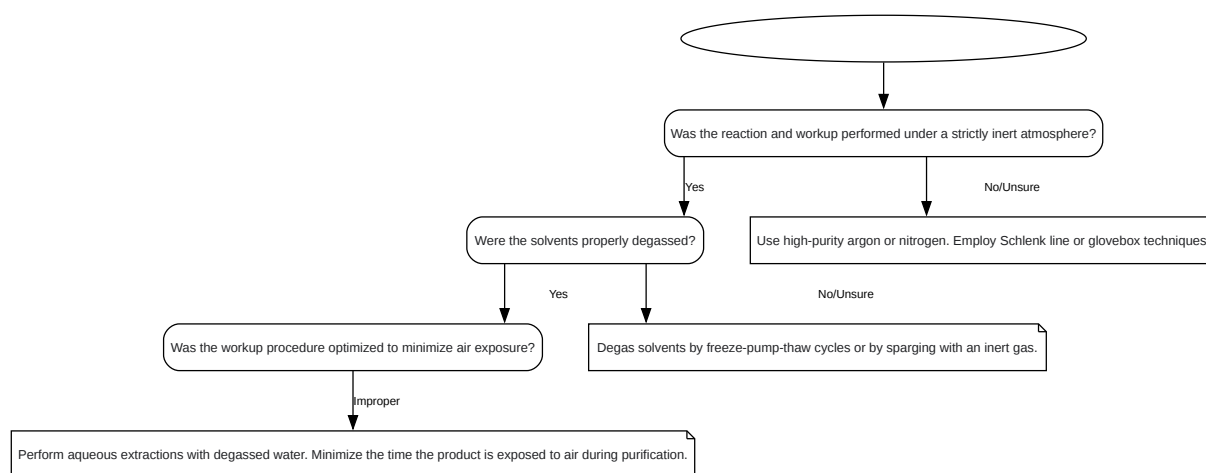 Was the reaction and workup performed under a strictly inert atmosphere?
Yes
No/Unsure
Were the solvents properly degassed?
Use high-purity argon or nitrogen. Employ Schlenk line or glovebox techniques
Yes
No/Unsure
Was the workup procedure optimized to minimize air exposure?
Degas solvents by freeze-pump-thaw cycles or by sparging with an inert gas.
Improper
Perform aqueous extractions with degassed water. Minimize the time the product is exposed to air during purification.